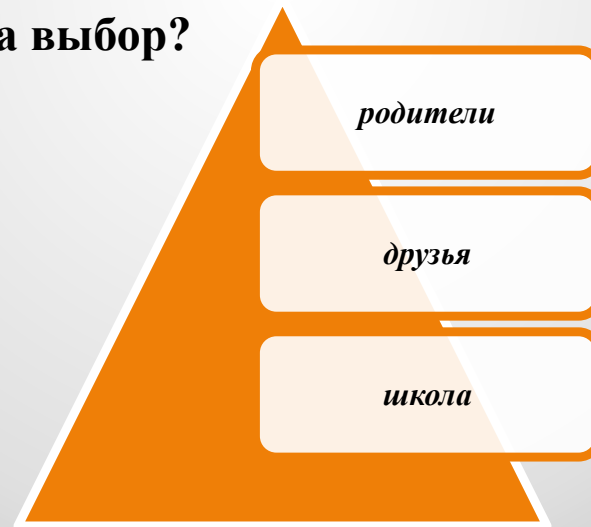 а выбор?
родители
друзья
школа